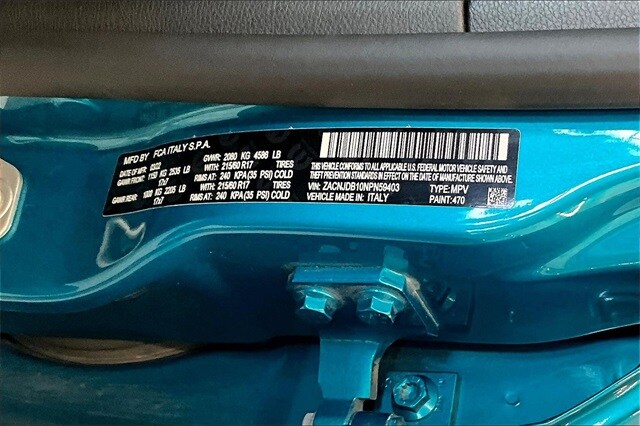 MFD BY FCA ITALY S.P.A.
DATE OF MFR GVWR: 2080 KG 4586 LB
GAWR FRONT: 1150 KG 2535 LB WITH: 215/60 R17 TIRES
17x7 RIMS AT: 240 KPA(35 PSI) COLD
GAWR REAR: 1000 KG 2205 LB WITH: 215/60 R17 TIRES
17x7 RIMS AT: 240 KPA(35 PSI) COLD
THIS VEHICLE CONFORMS TO ALL APPLICABLE U.S. FEDERAL MOTOR VEHICLE SAFETY AND
THEFT PREVENTION STANDARDS IN EFFECT ON THE DATE OF MANUFACTURE SHOWN ABOVE.
VIN: ZACNJDB10NPN59403 TYPE: MPV
VEHICLE MADE IN: ITALY PAINT: 470